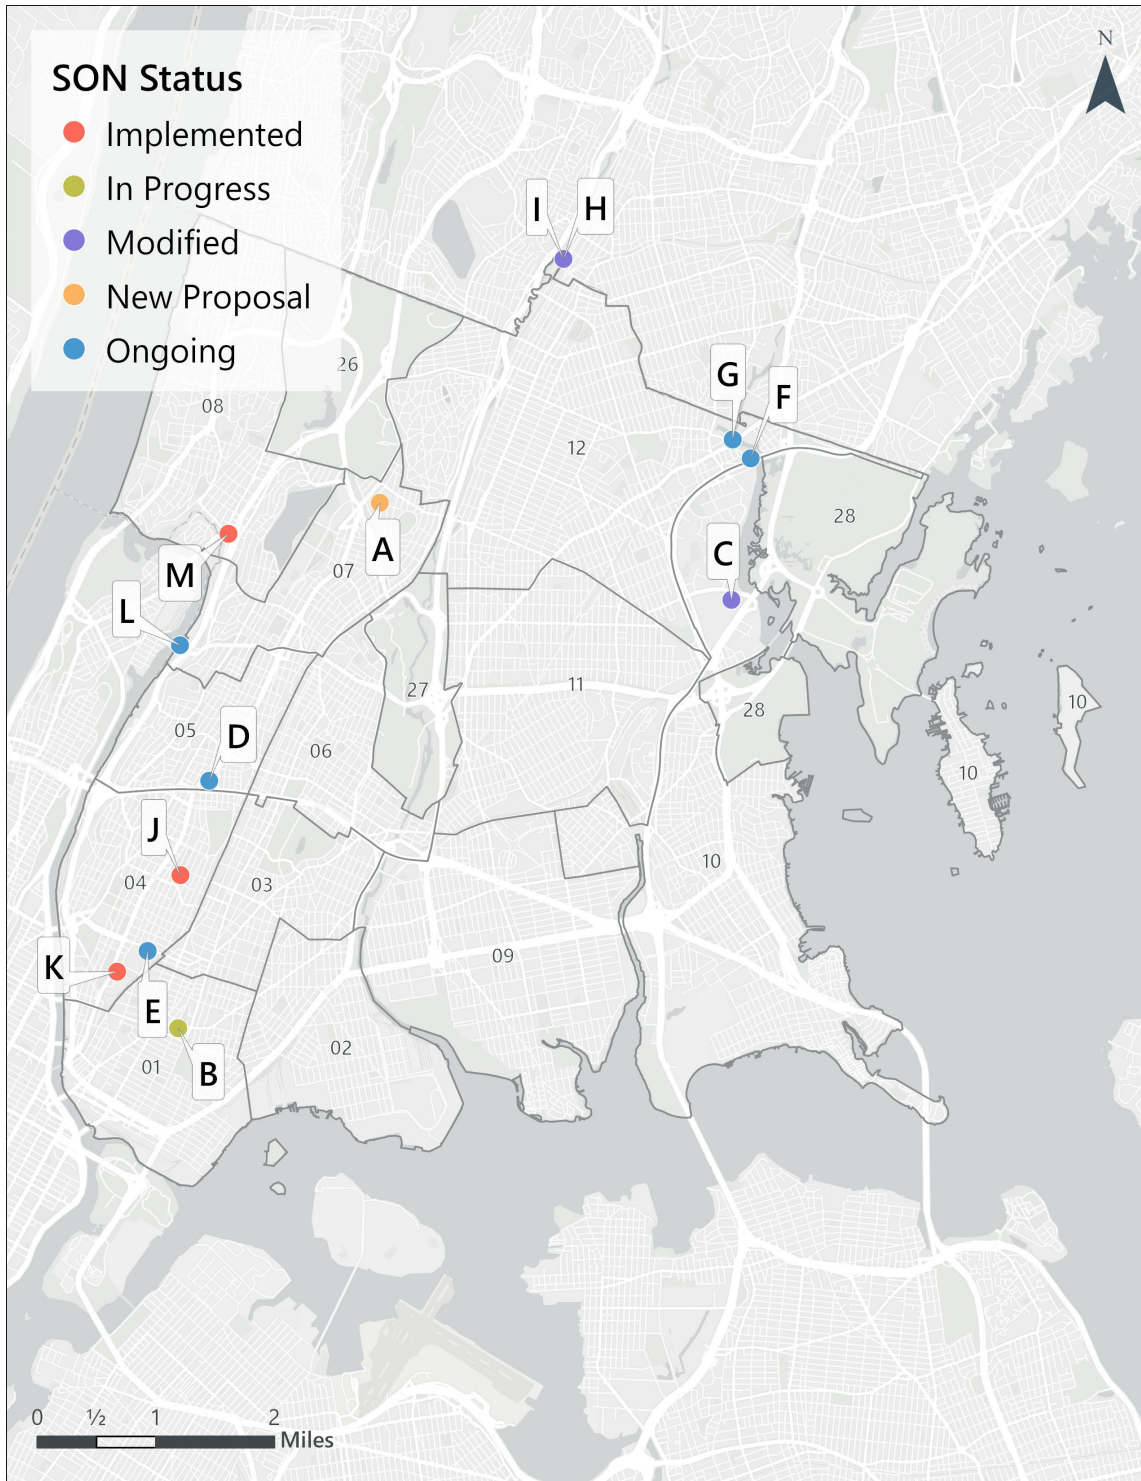 SON Status
Implemented
In Progress
Modified
New Proposal
Ongoing
N
I H
26
08
G
F
12
28
A
C
M
07
L
27
11
10
28
05
D
06
10
J
10
04
03
K
09
E
02
01
B
0 ½ 1 2
Miles